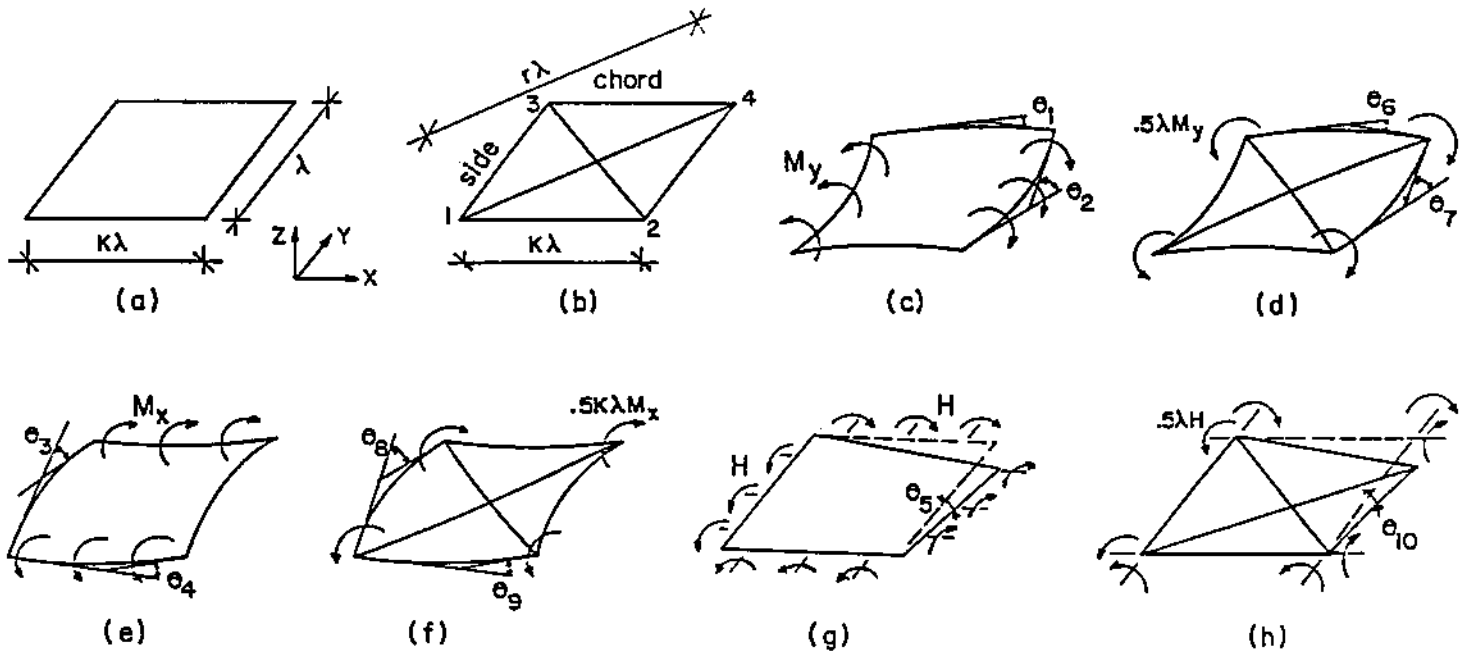 λ
Kλ
Z Y X
(a)
rλ
chord
3 4
side
1 2
Kλ
(b)
θ1
My
θ2
(c)
.5λMy
θ6
θ7
(d)
Mx
θ3
θ4
(e)
.5KλMx
θ8
θ9
(f)
H
H
θ5
(g)
.5λH
θ10
(h)